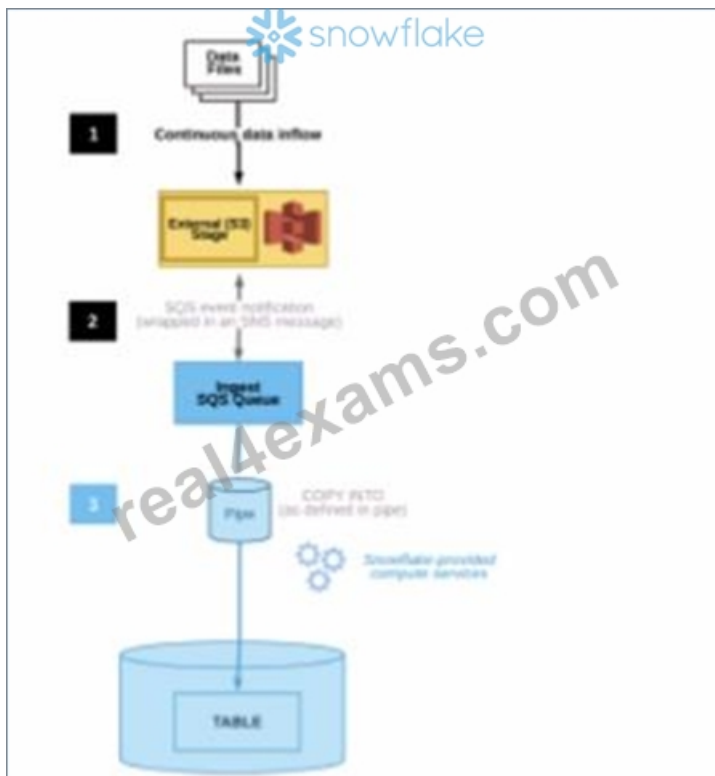 snowflake
Data
Files
1
Continuous data inflow
External (S3)
Stage
SQS event notification
(wrapped in an SNS message)
2
Ingest
SQS Queue
3
Pipe
COPY INTO
(as defined in pipe)
Snowflake-provided
compute services
TABLE
real4exams.com